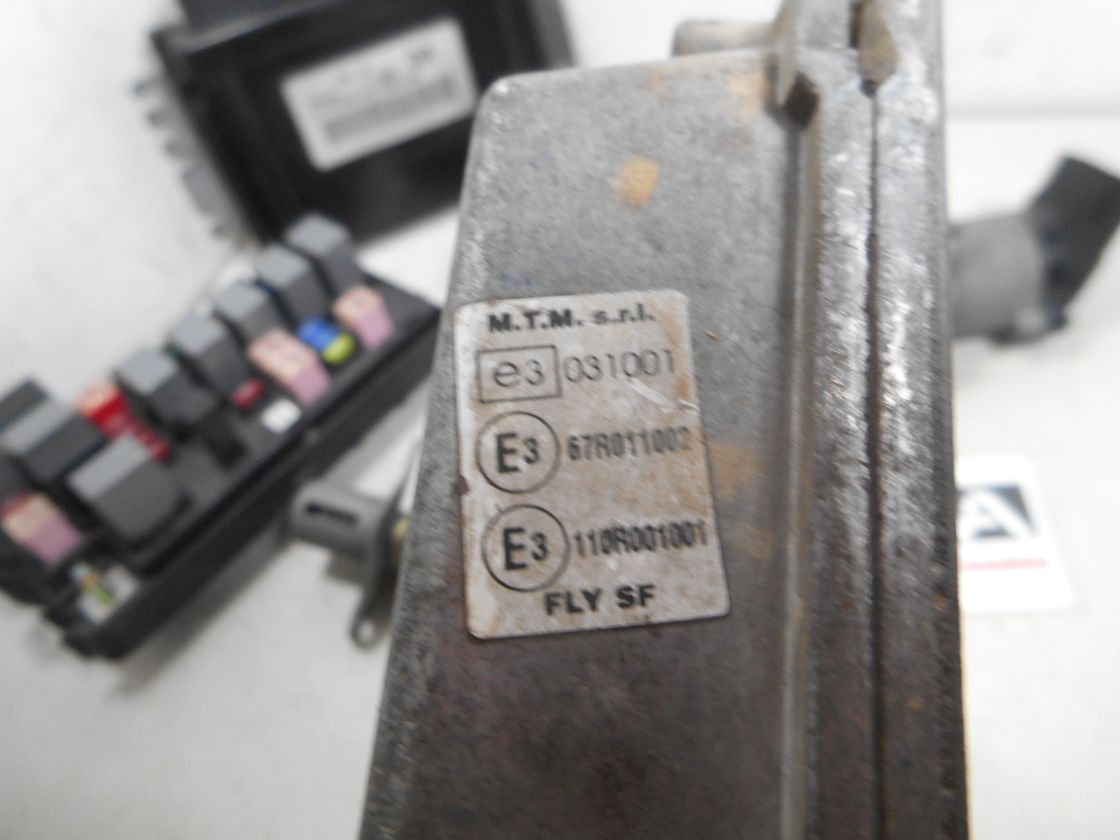 M.T.M. s.r.l.
e3 031001
E3 67R011002
E3 110R001001
FLY SF
A